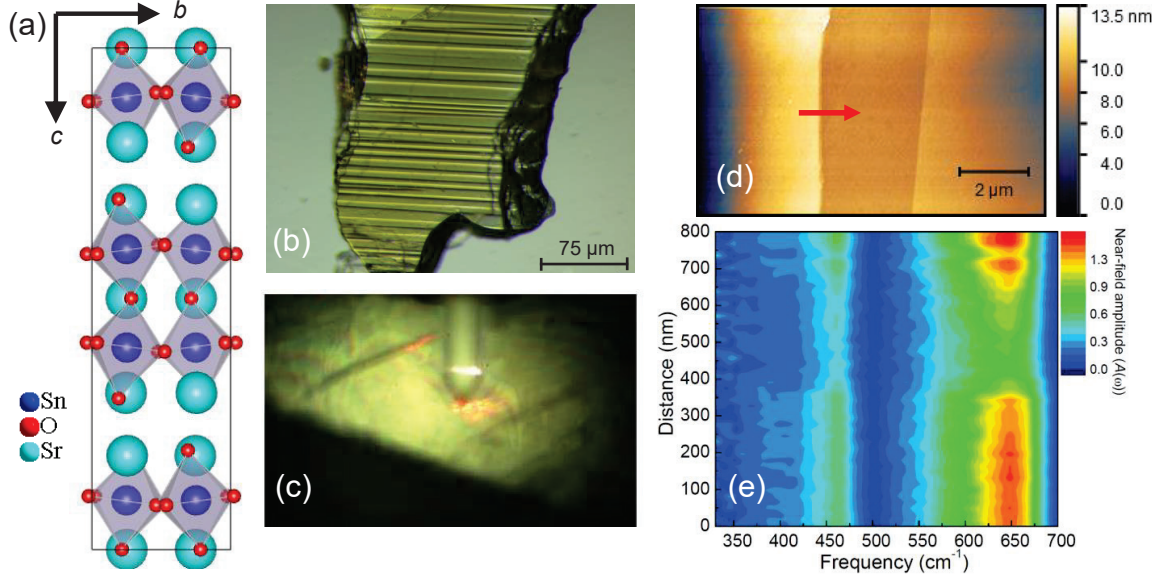 (a)
b
c
Sn
O
Sr
(b)
75 µm
(c)
(d)
2 µm
13.5 nm
10.0
8.0
6.0
4.0
2.0
0.0
(e)
800
700
600
500
400
300
200
100
0
Distance (nm)
350 400 450 500 550 600 650 700
Frequency (cm⁻¹)
1.3
0.9
0.6
0.3
0.0
Near-field amplitude (A(ω))